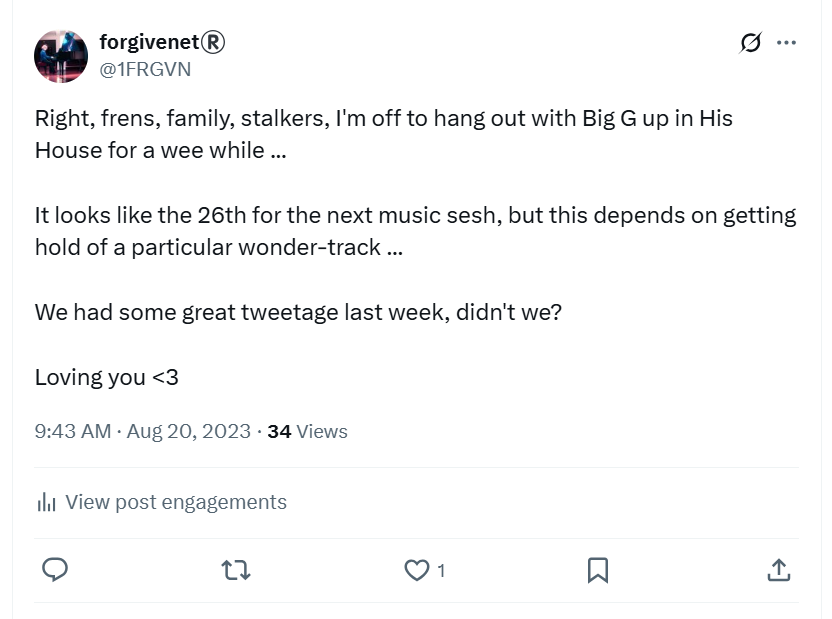 forgivenet®
@1FRGVN
Right, frens, family, stalkers, I'm off to hang out with Big G up in His
House for a wee while ...
It looks like the 26th for the next music sesh, but this depends on getting
hold of a particular wonder-track ...
We had some great tweetage last week, didn't we?
Loving you <3
9:43 AM · Aug 20, 2023 · 34 Views
View post engagements
1